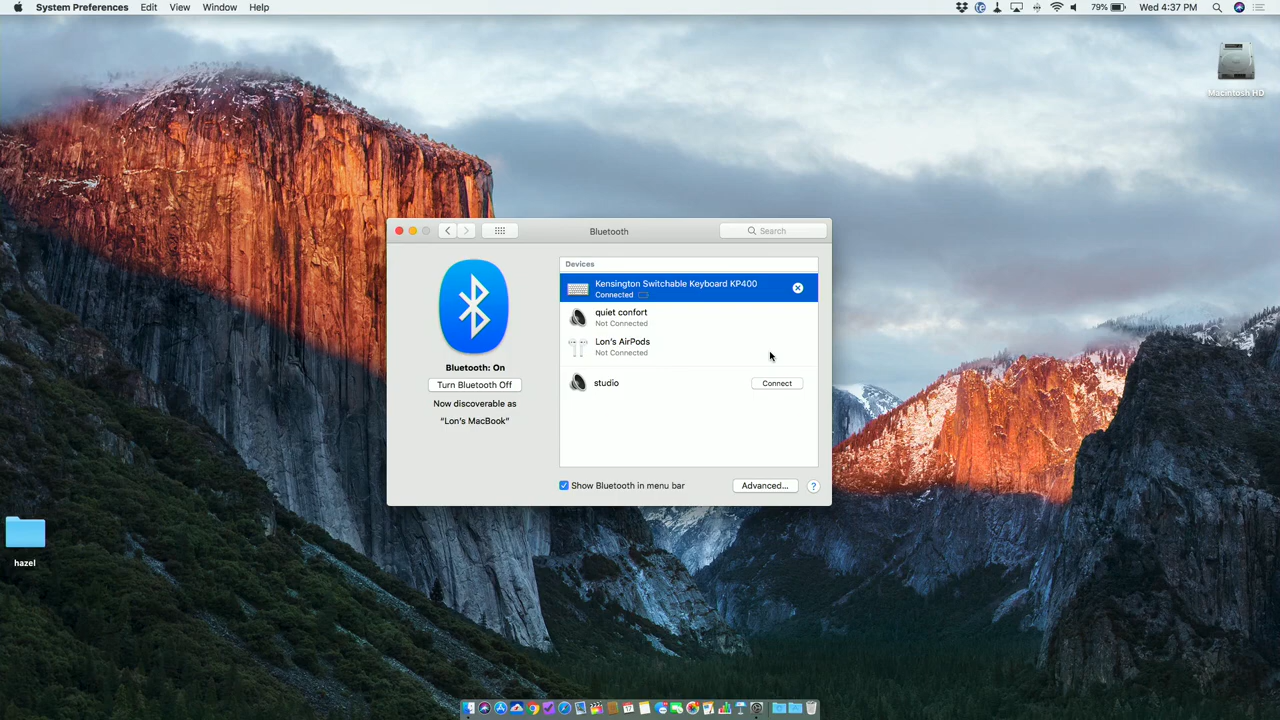 System Preferences Edit View Window Help
79% Wed 4:37 PM
Macintosh HD
Bluetooth
Search
Devices
Kensington Switchable Keyboard KP400
Connected
quiet confort
Not Connected
Lon's AirPods
Not Connected
studio
Connect
Bluetooth: On
Turn Bluetooth Off
Now discoverable as
“Lon's MacBook”
Show Bluetooth in menu bar
Advanced...
?
hazel